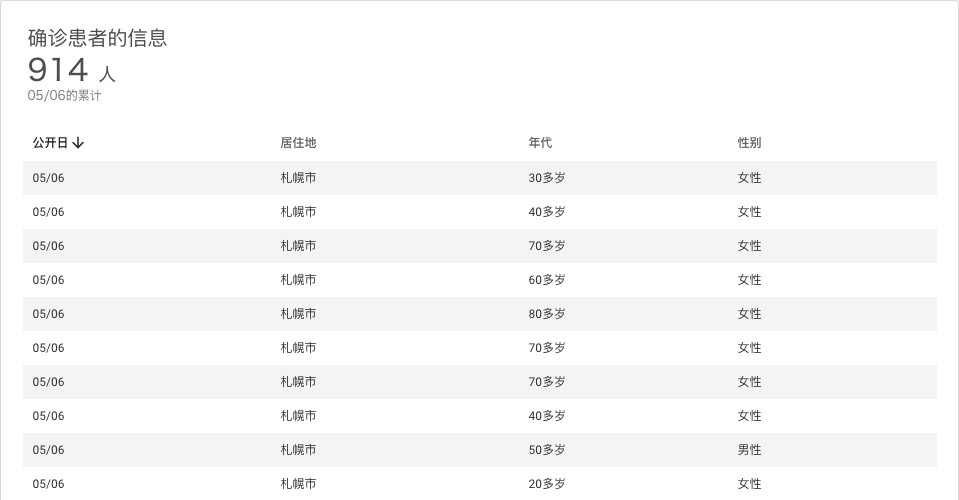 确诊患者的信息
914 人
05/06的累计
公开日↓ 居住地 年代 性别
05/06 札幌市 30多岁 女性
05/06 札幌市 40多岁 女性
05/06 札幌市 70多岁 女性
05/06 札幌市 60多岁 女性
05/06 札幌市 80多岁 女性
05/06 札幌市 70多岁 女性
05/06 札幌市 70多岁 女性
05/06 札幌市 40多岁 女性
05/06 札幌市 50多岁 男性
05/06 札幌市 20多岁 女性